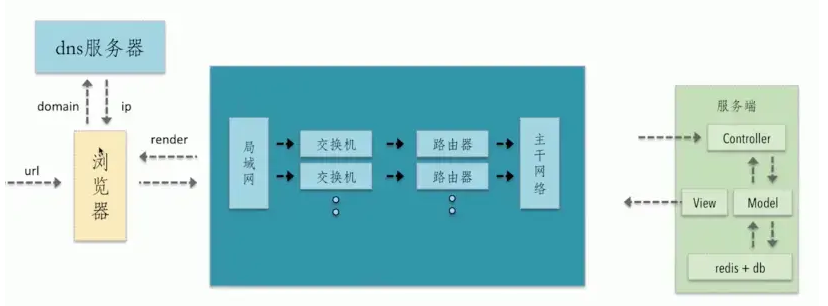 dns服务器
domain
ip
url
浏览器
render
局域网
交换机
路由器
交换机
路由器
主干网络
服务端
Controller
View
Model
redis + db